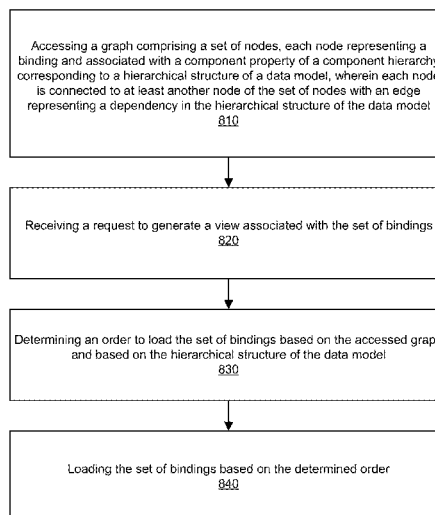 Accessing a graph comprising a set of nodes, each node representing a
binding and associated with a component property of a component hierarchy
corresponding to a hierarchical structure of a data model, wherein each node
is connected to at least another node of the set of nodes with an edge
representing a dependency in the hierarchical structure of the data model
810
Receiving a request to generate a view associated with the set of bindings
820
Determining an order to load the set of bindings based on the accessed graph
and based on the hierarchical structure of the data model
830
Loading the set of bindings based on the determined order
840